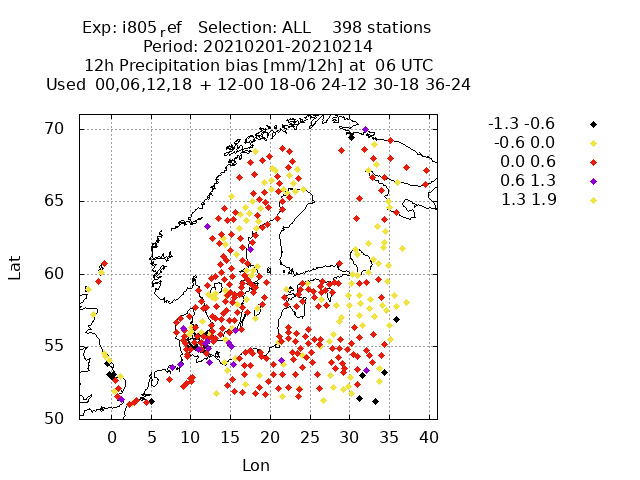 Exp: i805ref Selection: ALL 398 stations
Period: 20210201-20210214
12h Precipitation bias [mm/12h] at 06 UTC
Used 00,06,12,18 + 12-00 18-06 24-12 30-18 36-24
-1.3 -0.6
-0.6 0.0
0.0 0.6
0.6 1.3
1.3 1.9
70
65
60
55
50
Lat
0 5 10 15 20 25 30 35 40
Lon